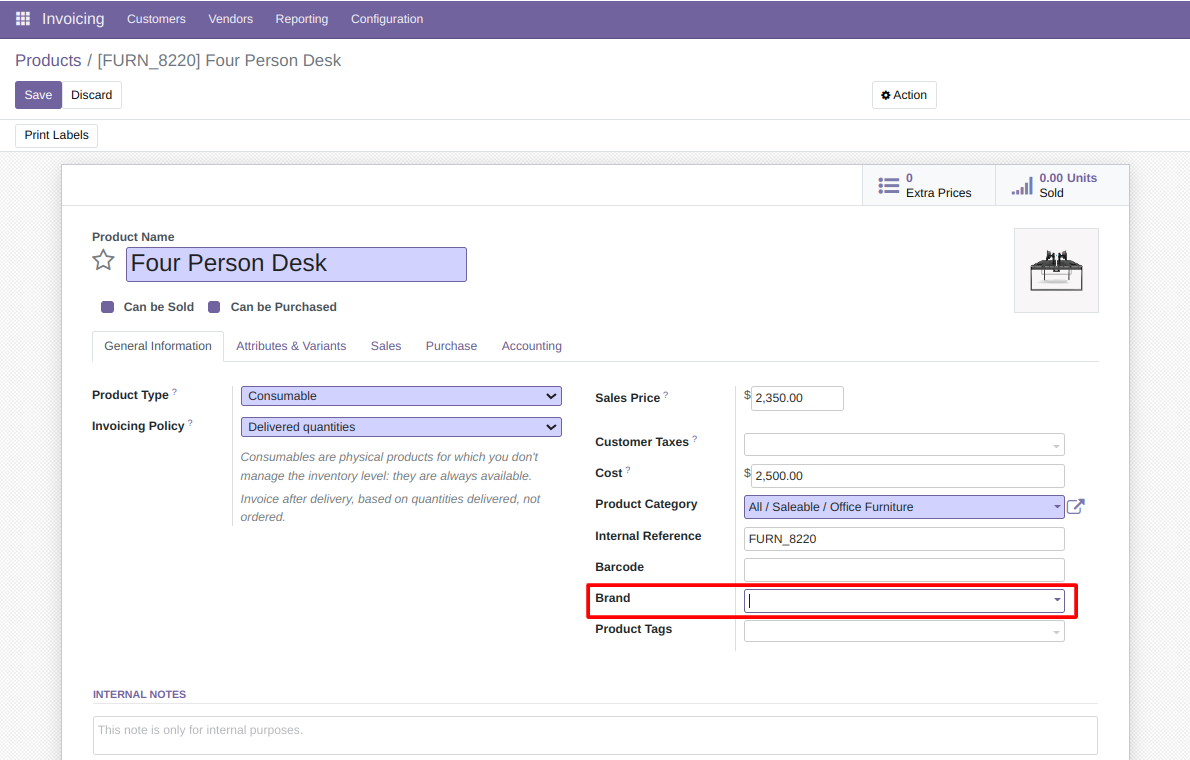 Invoicing Customers Vendors Reporting Configuration
Products / [FURN_8220] Four Person Desk
Save Discard Action
Print Labels
0
Extra Prices
0.00 Units
Sold
Product Name
Four Person Desk
Can be Sold Can be Purchased
General Information Attributes & Variants Sales Purchase Accounting
Product Type ? Consumable
Invoicing Policy ? Delivered quantities
Consumables are physical products for which you don't
manage the inventory level: they are always available.
Invoice after delivery, based on quantities delivered, not
ordered.
Sales Price ? $ 2,350.00
Customer Taxes ?
Cost ? $ 2,500.00
Product Category All / Saleable / Office Furniture
Internal Reference FURN_8220
Barcode
Brand
Product Tags
INTERNAL NOTES
This note is only for internal purposes.